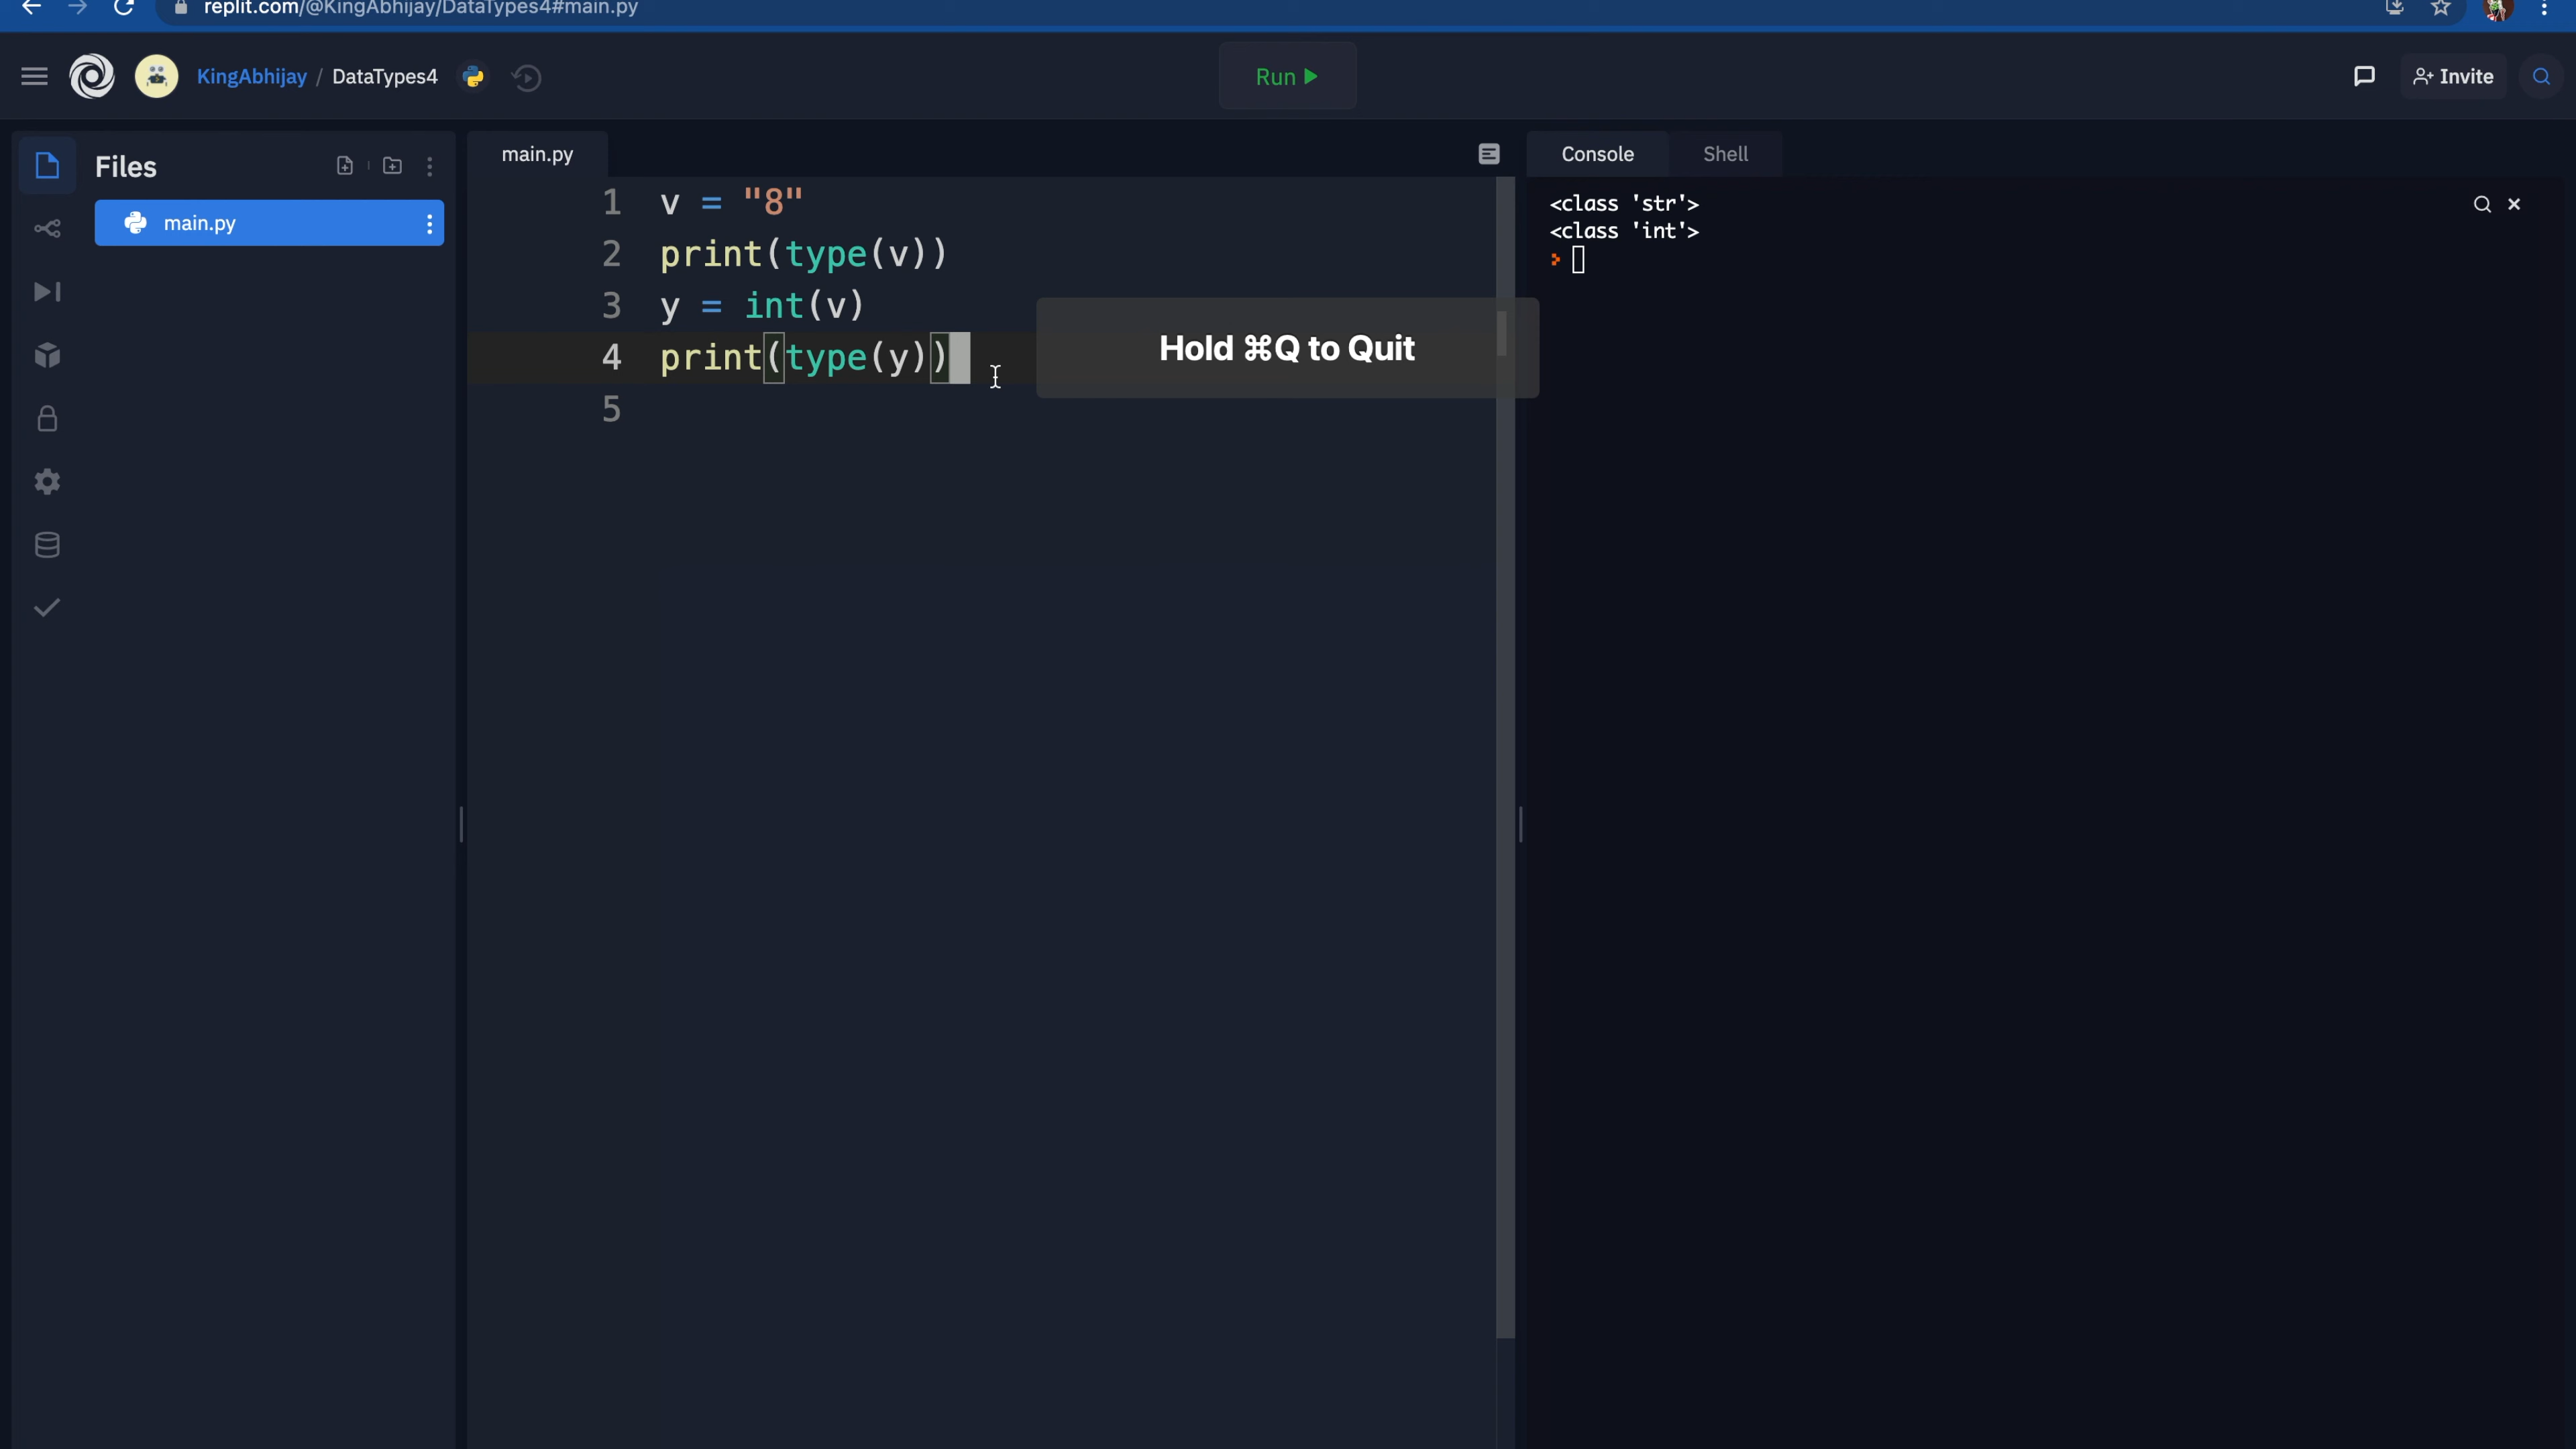 replit.com/@KingAbhijay/DataTypes4#main.py
KingAbhijay / DataTypes4
Run
Invite
Files
main.py
main.py
1 v = "8"
2 print(type(v))
3 y = int(v)
4 print(type(y))
5
Hold ⌘Q to Quit
Console
Shell
<class 'str'>
<class 'int'>